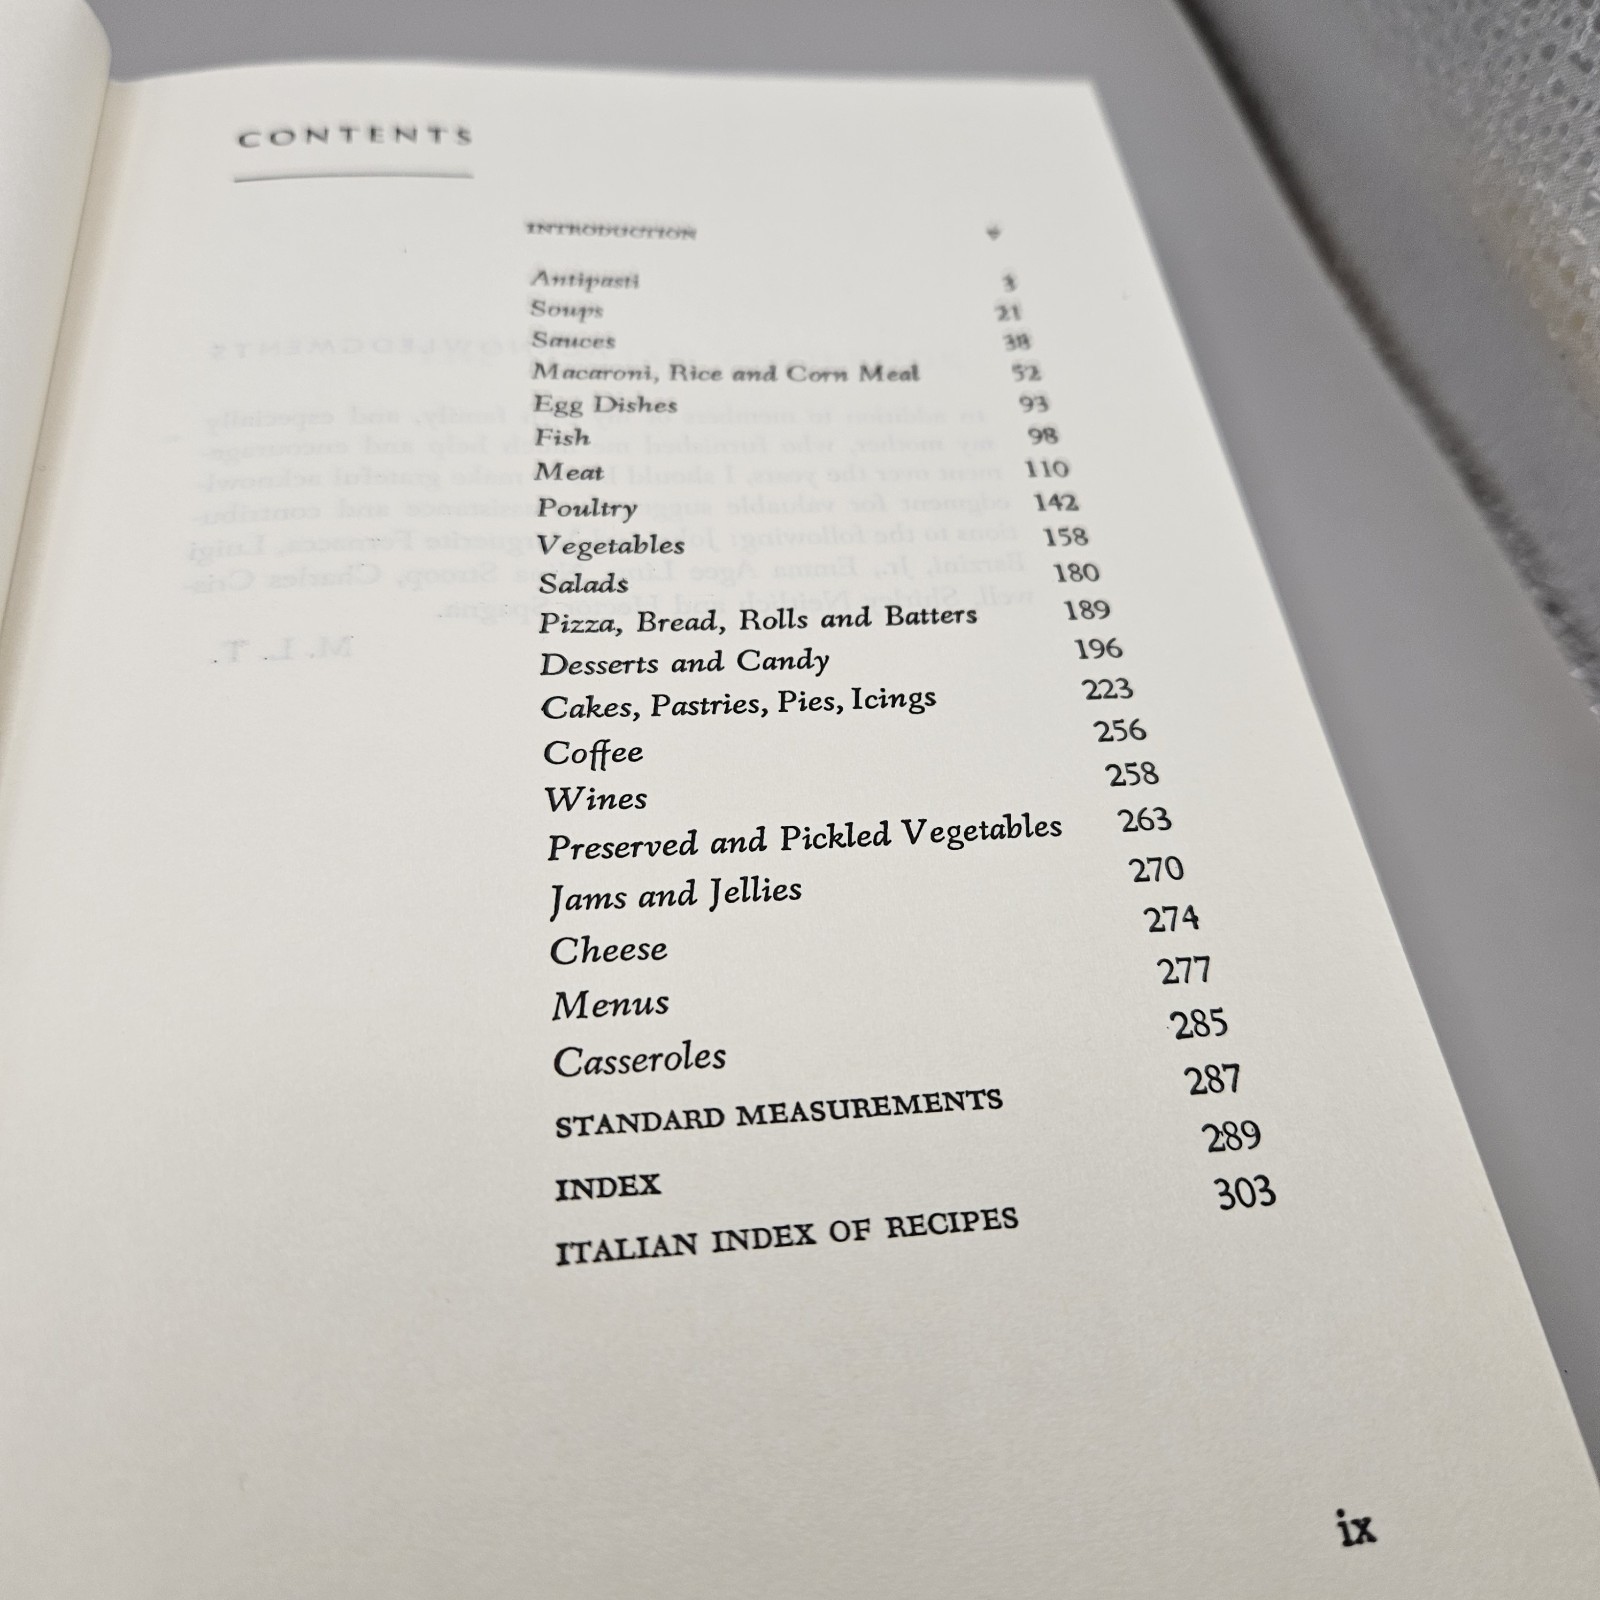 CONTENTS
INTRODUCTION v
Antipasti 3
Soups 21
Sauces 38
Macaroni, Rice and Corn Meal 52
Egg Dishes 93
Fish 98
Meat 110
Poultry 142
Vegetables 158
Salads 180
Pizza, Bread, Rolls and Batters 189
Desserts and Candy 196
Cakes, Pastries, Pies, Icings 223
Coffee 256
Wines 258
Preserved and Pickled Vegetables 263
Jams and Jellies 270
Cheese 274
Menus 277
Casseroles 285
STANDARD MEASUREMENTS 287
INDEX 289
ITALIAN INDEX OF RECIPES 303
ix